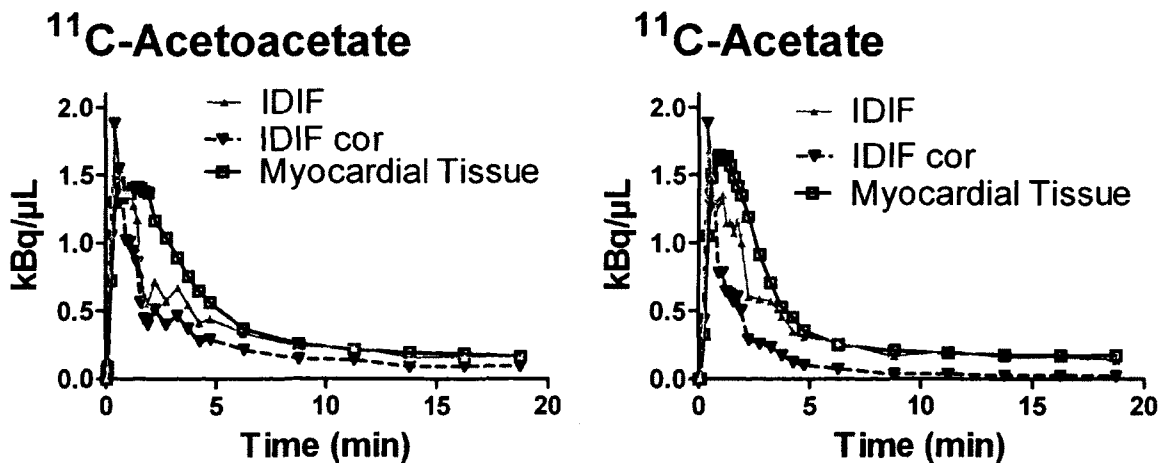 ¹¹C-Acetoacetate
IDIF
IDIF cor
Myocardial Tissue
2.0
1.5
1.0
0.5
0.0
kBq/µL
0
5
10
15
20
Time (min)
¹¹C-Acetate
IDIF
IDIF cor
Myocardial Tissue
2.0
1.5
1.0
0.5
0.0
kBq/µL
0
5
10
15
20
Time (min)